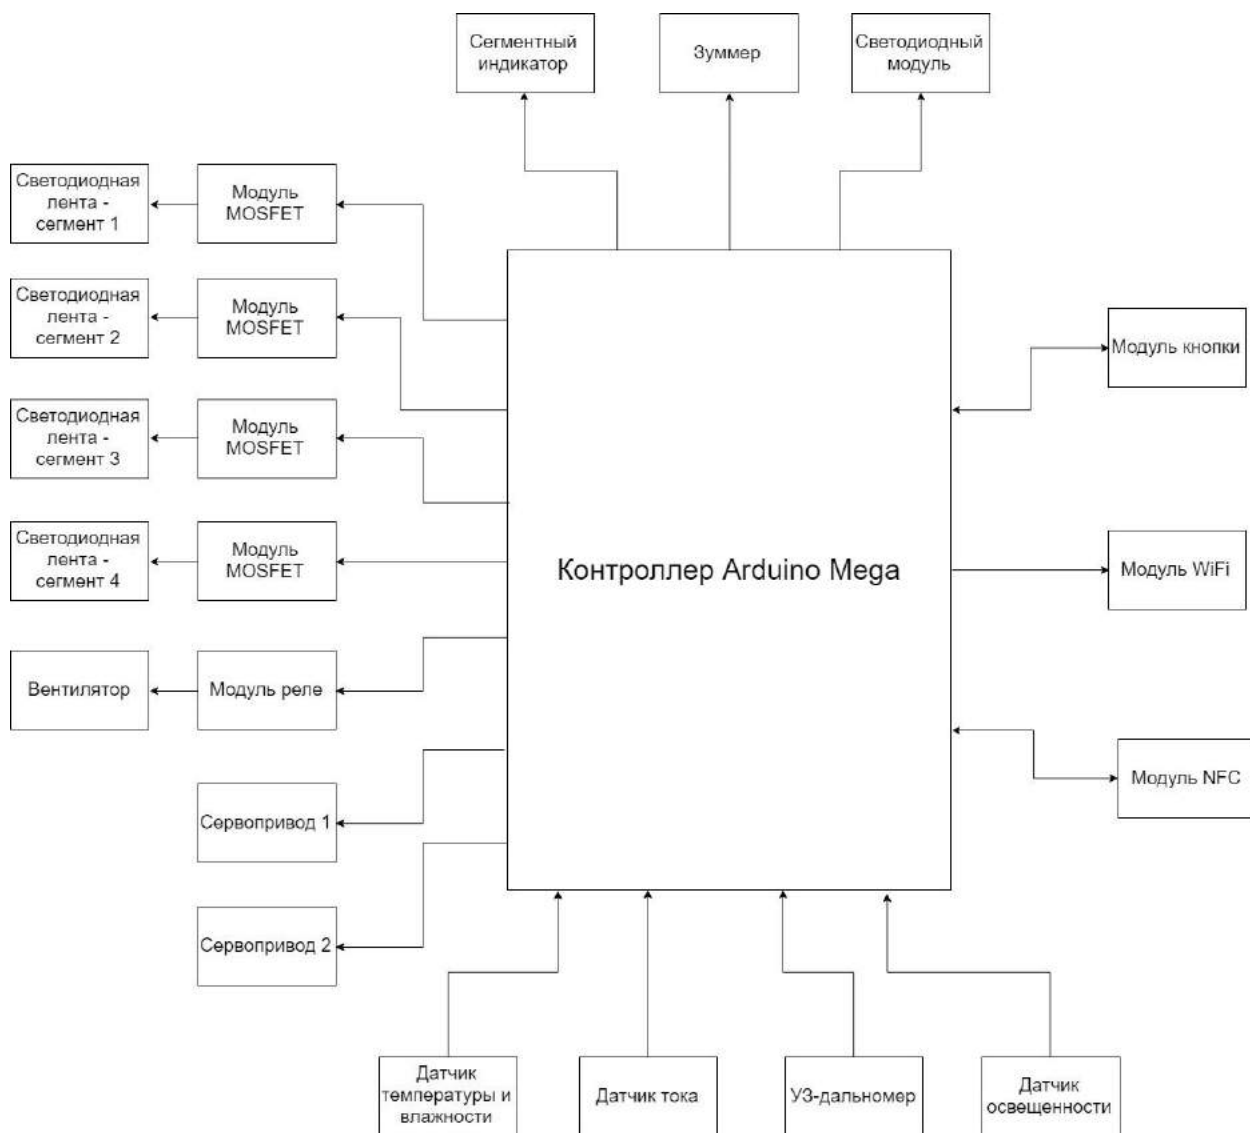 Сегментный
индикатор
Зуммер
Светодиодный
модуль
Светодиодная
лента -
сегмент 1
Модуль
MOSFET
Светодиодная
лента -
сегмент 2
Модуль
MOSFET
Модуль кнопки
Светодиодная
лента -
сегмент 3
Модуль
MOSFET
Светодиодная
лента -
сегмент 4
Модуль
MOSFET
Контроллер Arduino Mega
Модуль WiFi
Вентилятор
Модуль реле
Модуль NFC
Сервопривод 1
Сервопривод 2
Датчик
температуры и
влажности
Датчик тока
УЗ-дальномер
Датчик
освещенности